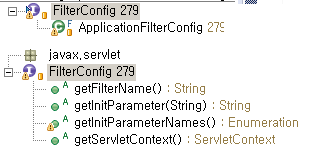 FilterConfig 279
ApplicationFilterConfig 279
javax.servlet
FilterConfig 279
getFilterName() : String
getInitParameter(String) : String
getInitParameterNames() : Enumeration
getServletContext() : ServletContext